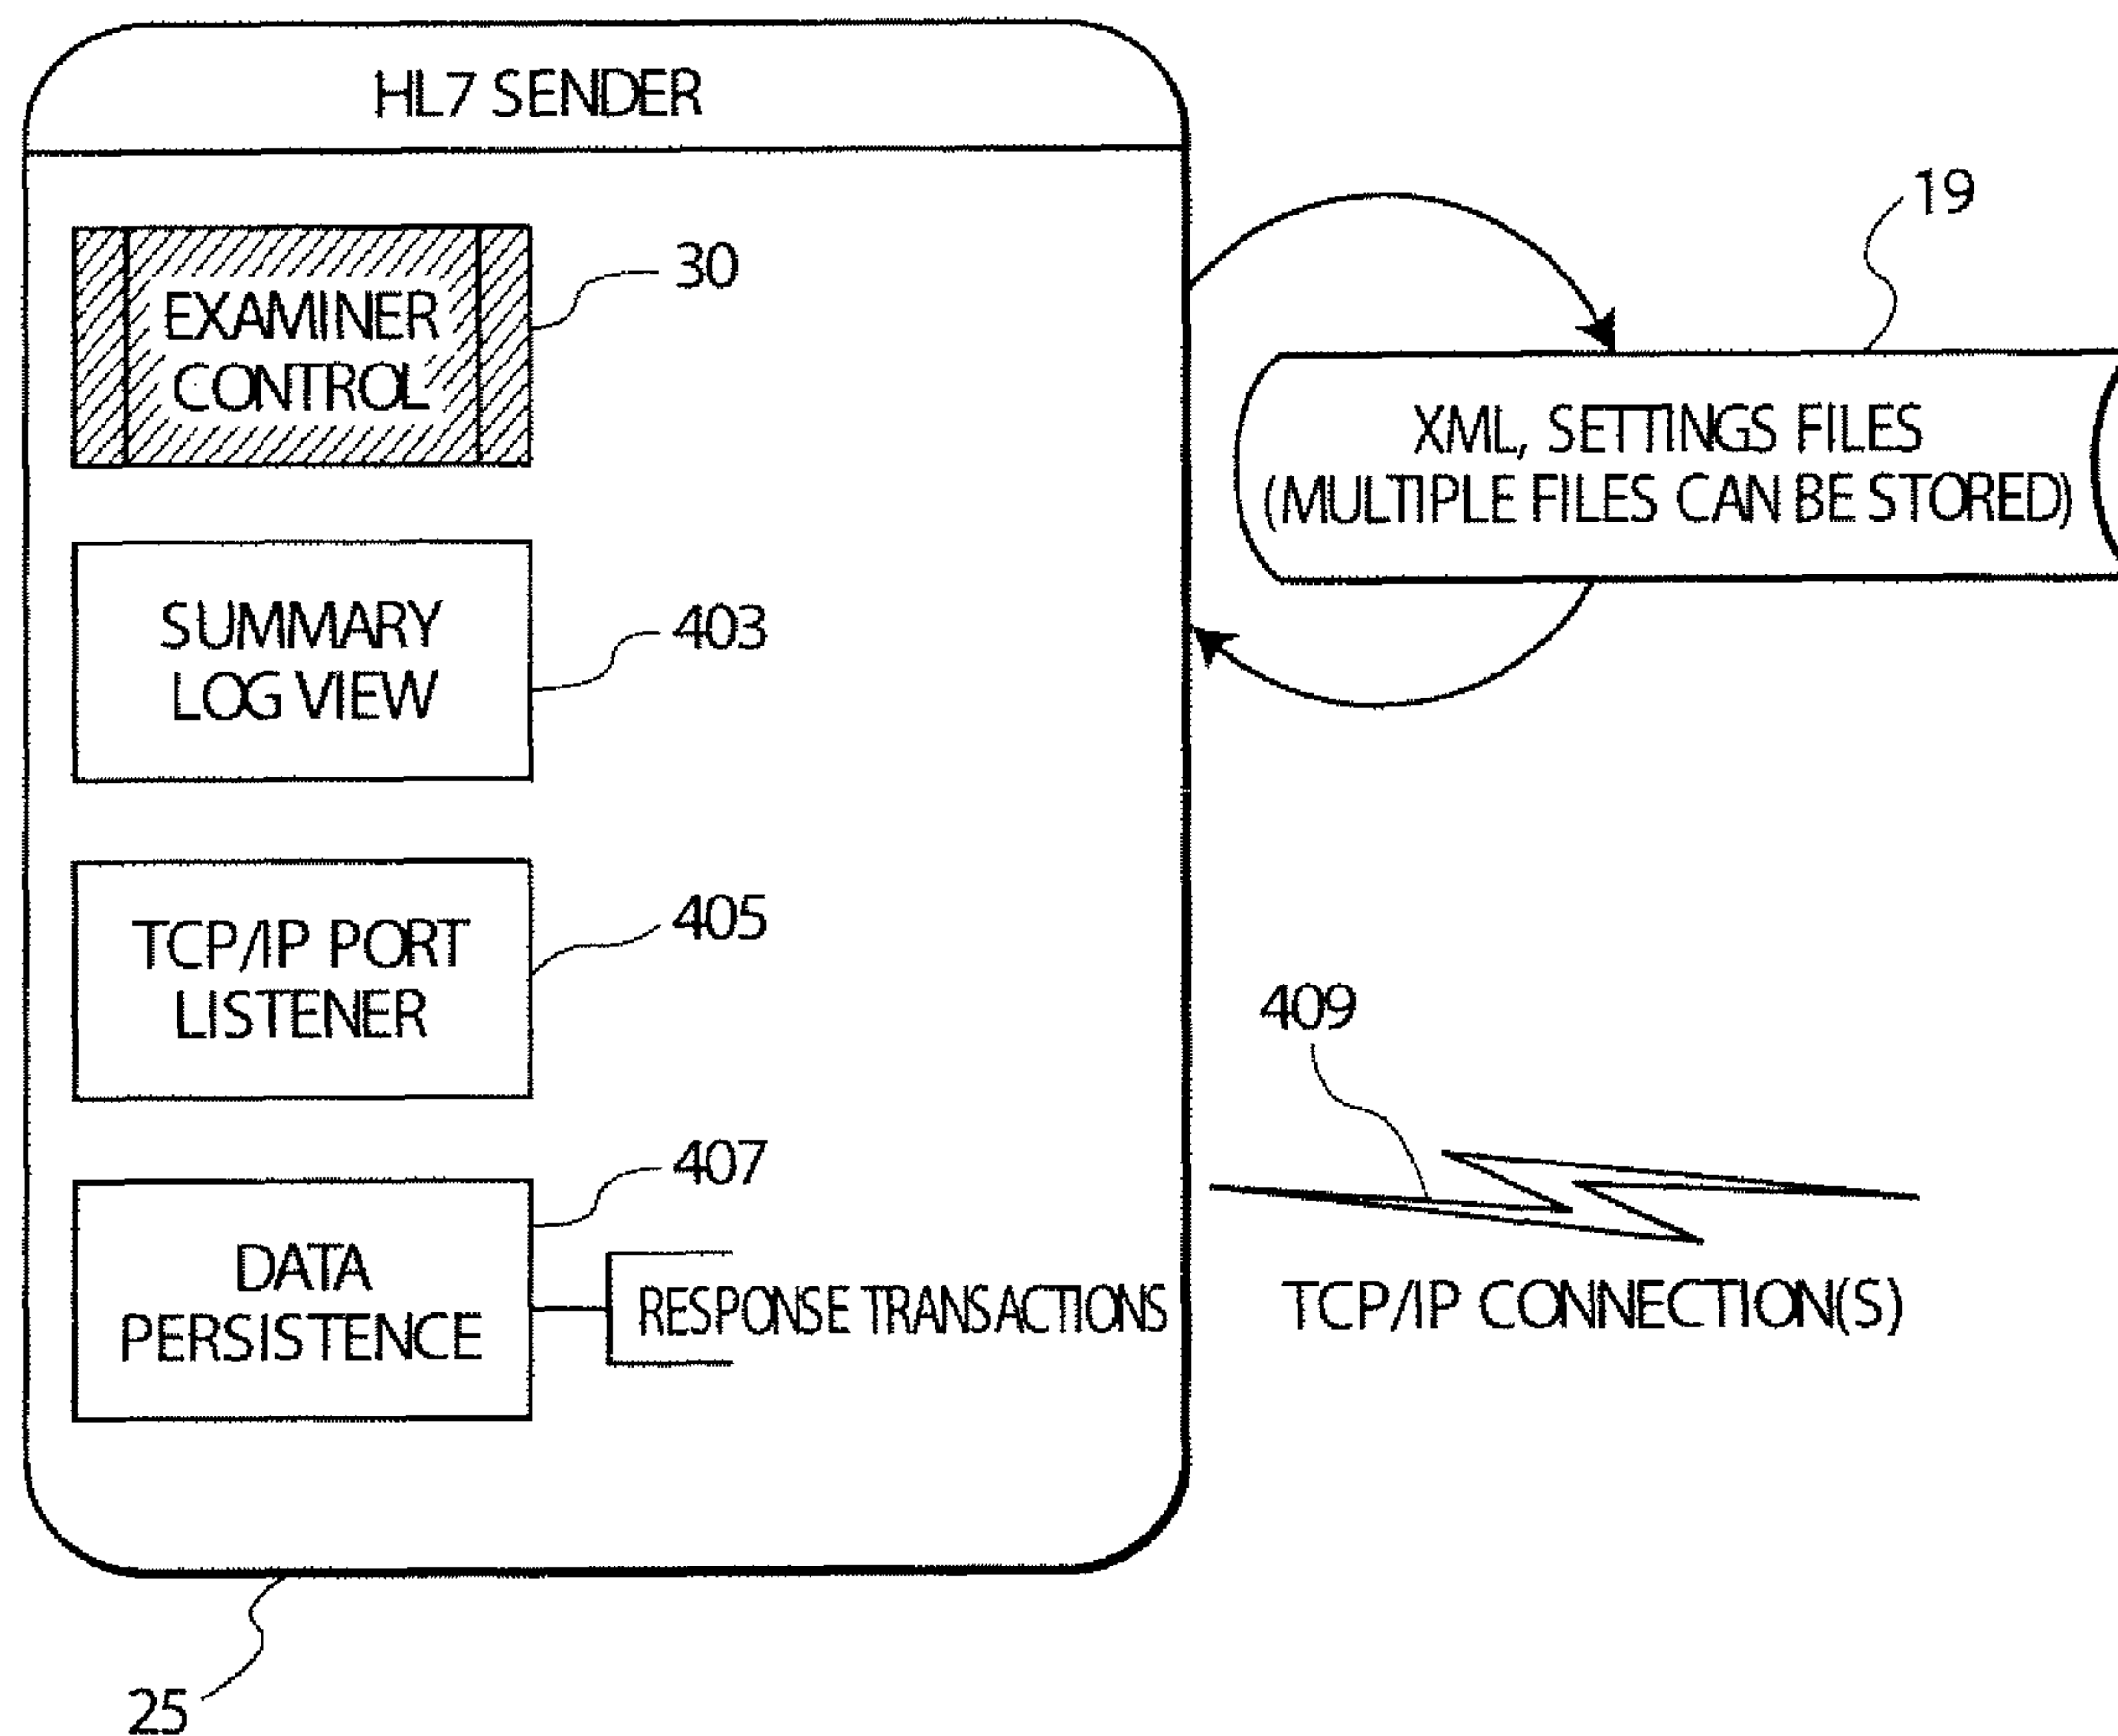 HL7 SENDER
EXAMINER
CONTROL
30
SUMMARY
LOG VIEW
403
TCP/IP PORT
LISTENER
405
DATA
PERSISTENCE
407
RESPONSE TRANSACTIONS
25
19
XML, SETTINGS FILES
(MULTIPLE FILES CAN BE STORED)
409
TCP/IP CONNECTION(S)